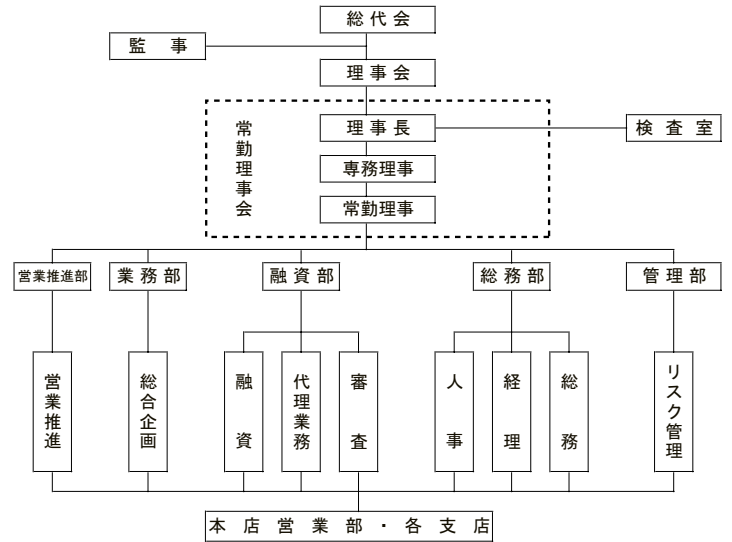 総代会
監事
理事会
常勤理事会
理事長
検査室
専務理事
常勤理事
営業推進部
業務部
融資部
総務部
管理部
営業推進
総合企画
融資
代理業務
審査
人事
経理
総務
リスク管理
本店営業部・各支店